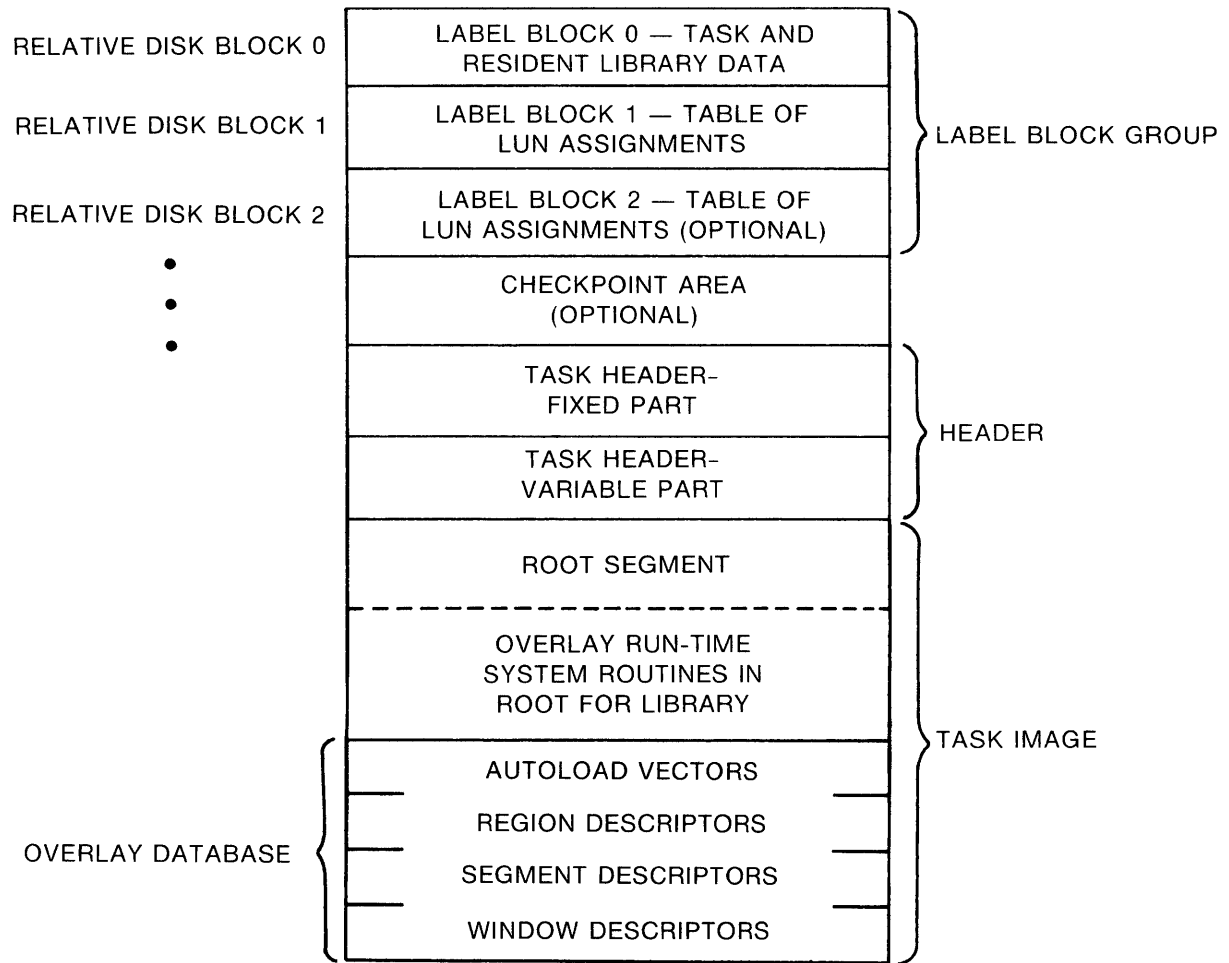 RELATIVE DISK BLOCK 0
LABEL BLOCK 0 — TASK AND
RESIDENT LIBRARY DATA
RELATIVE DISK BLOCK 1
LABEL BLOCK 1 — TABLE OF
LUN ASSIGNMENTS
LABEL BLOCK GROUP
RELATIVE DISK BLOCK 2
LABEL BLOCK 2 — TABLE OF
LUN ASSIGNMENTS (OPTIONAL)
CHECKPOINT AREA
(OPTIONAL)
TASK HEADER–
FIXED PART
TASK HEADER–
VARIABLE PART
HEADER
ROOT SEGMENT
OVERLAY RUN-TIME
SYSTEM ROUTINES IN
ROOT FOR LIBRARY
TASK IMAGE
OVERLAY DATABASE
AUTOLOAD VECTORS
REGION DESCRIPTORS
SEGMENT DESCRIPTORS
WINDOW DESCRIPTORS